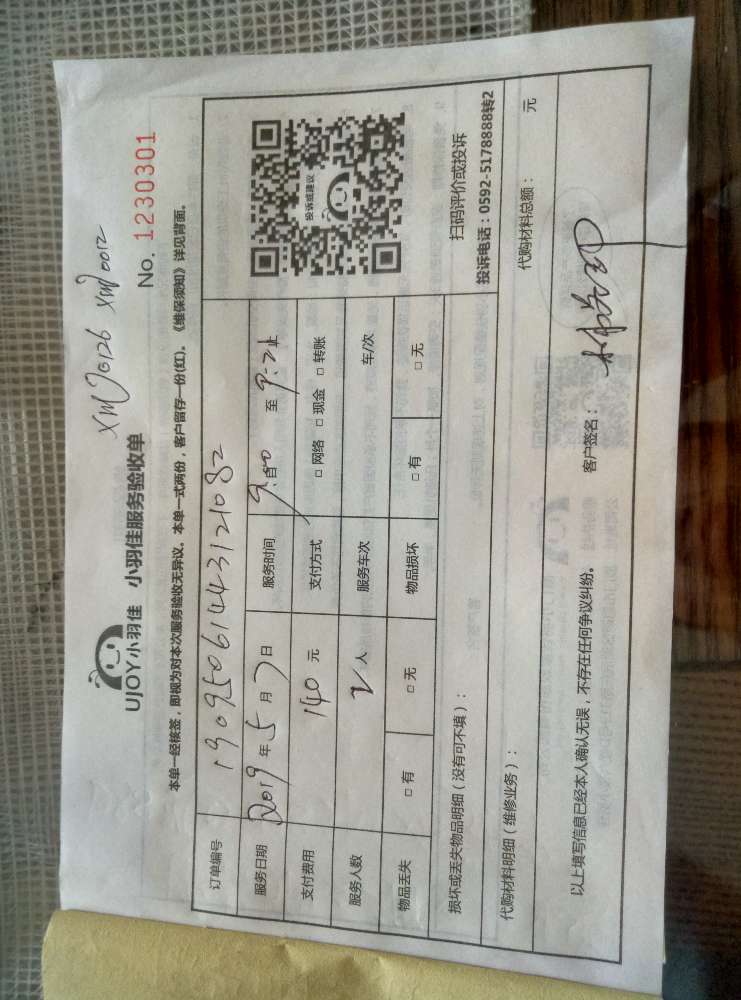 XM70126 XM70012
UJOY小羽佳 小羽佳服务验收单
No. 1230301
本单一经核签，即视为对本次服务验收无异议。本单一式两份，客户留存一份(红)。《维保须知》详见背面。
订单编号
服务日期 2019年5月7日 服务时间 自 至 止
支付费用 140元 支付方式 □网络 □现金 □转账
服务人数 2人 服务车次 车/次
物品丢失 □有 □无 物品损坏 □有 □无
投诉或建议
扫码评价或投诉
投诉电话：0592-5178888转2
损坏或丢失物品明细（没有可不填）：
代购材料明细（维修业务）： 代购材料总额： 元
以上填写信息已经本人确认无误，不存在任何争议纠纷。 客户签名：